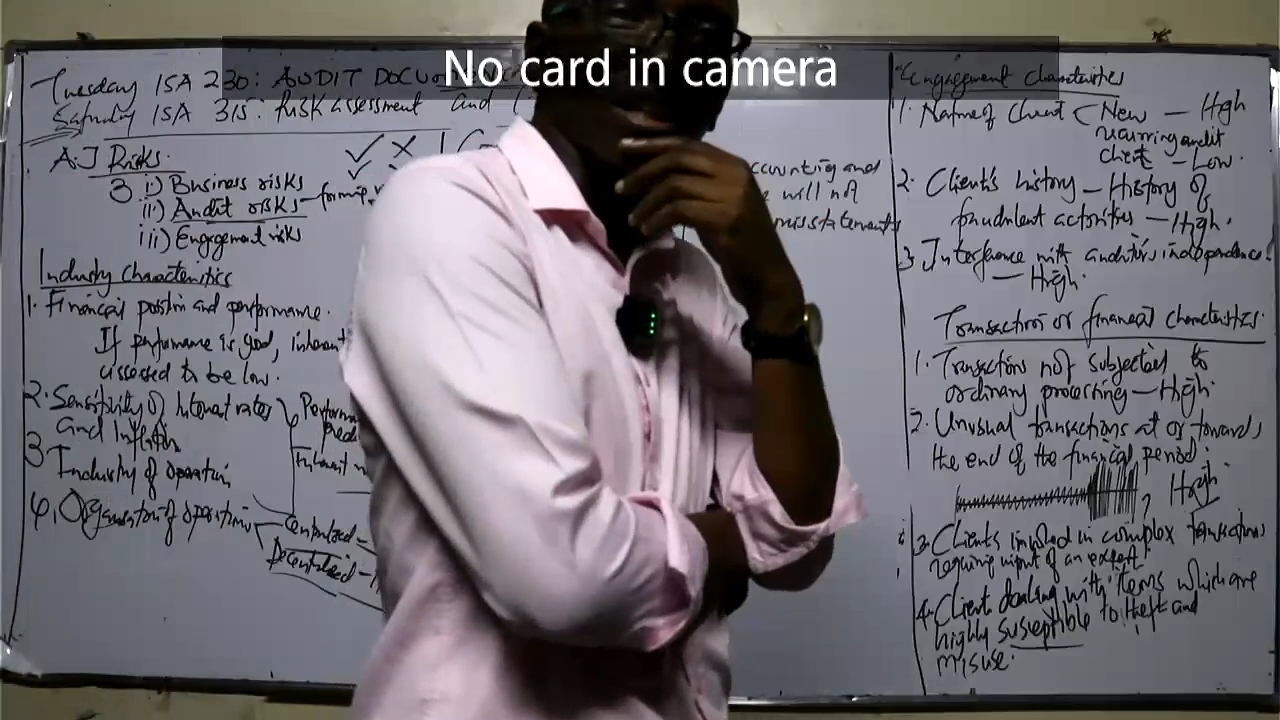 No card in camera
Tuesday ISA 230: AUDIT DOCU
Saturday ISA 315: RISK ASSESSMENT and
A.] Risks.
3 i) Business risks
ii) Audit risks
iii) Engagement risks
Industry characteristics
1. Financial position and performance.
If performance is good, inherent
assessed to be low.
2. Sensitivity of Interest rates
and Inflation
3 Industry of operation
4. Organisation of operations
Centralised
Decentralised
Performa
accounting and
will not
misstatements
Engagement characteristics
1. Nature of client New — High
recurring audit
client — Low.
2. Client's history — History of
fraudulent activities — High.
3. Interference with auditors independence.
— High.
Transaction or financial characteristics.
1. Transaction not subjected to
ordinary processing — High.
2. Unusual transactions at or towards
the end of the financial period.
High
3. Clients involved in complex transactions
requiring input of an expert.
4. Client dealing with items which are
highly suseptible to theft and
misuse.